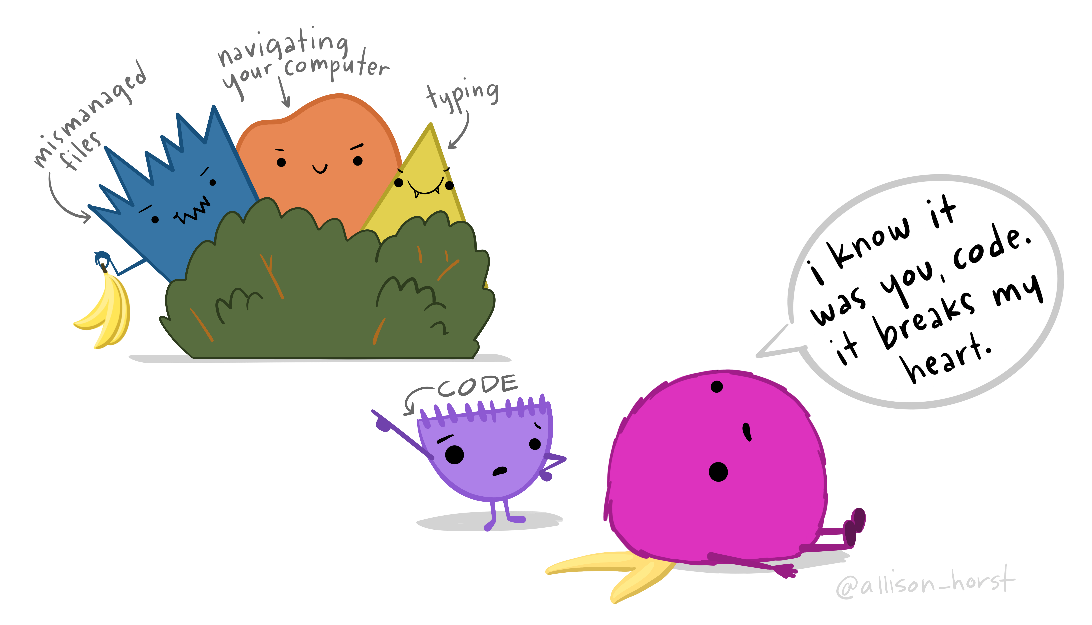 mismanaged
files
navigating
your computer
typing
CODE
i know it
was you, code.
it breaks my
heart.
@allison_horst